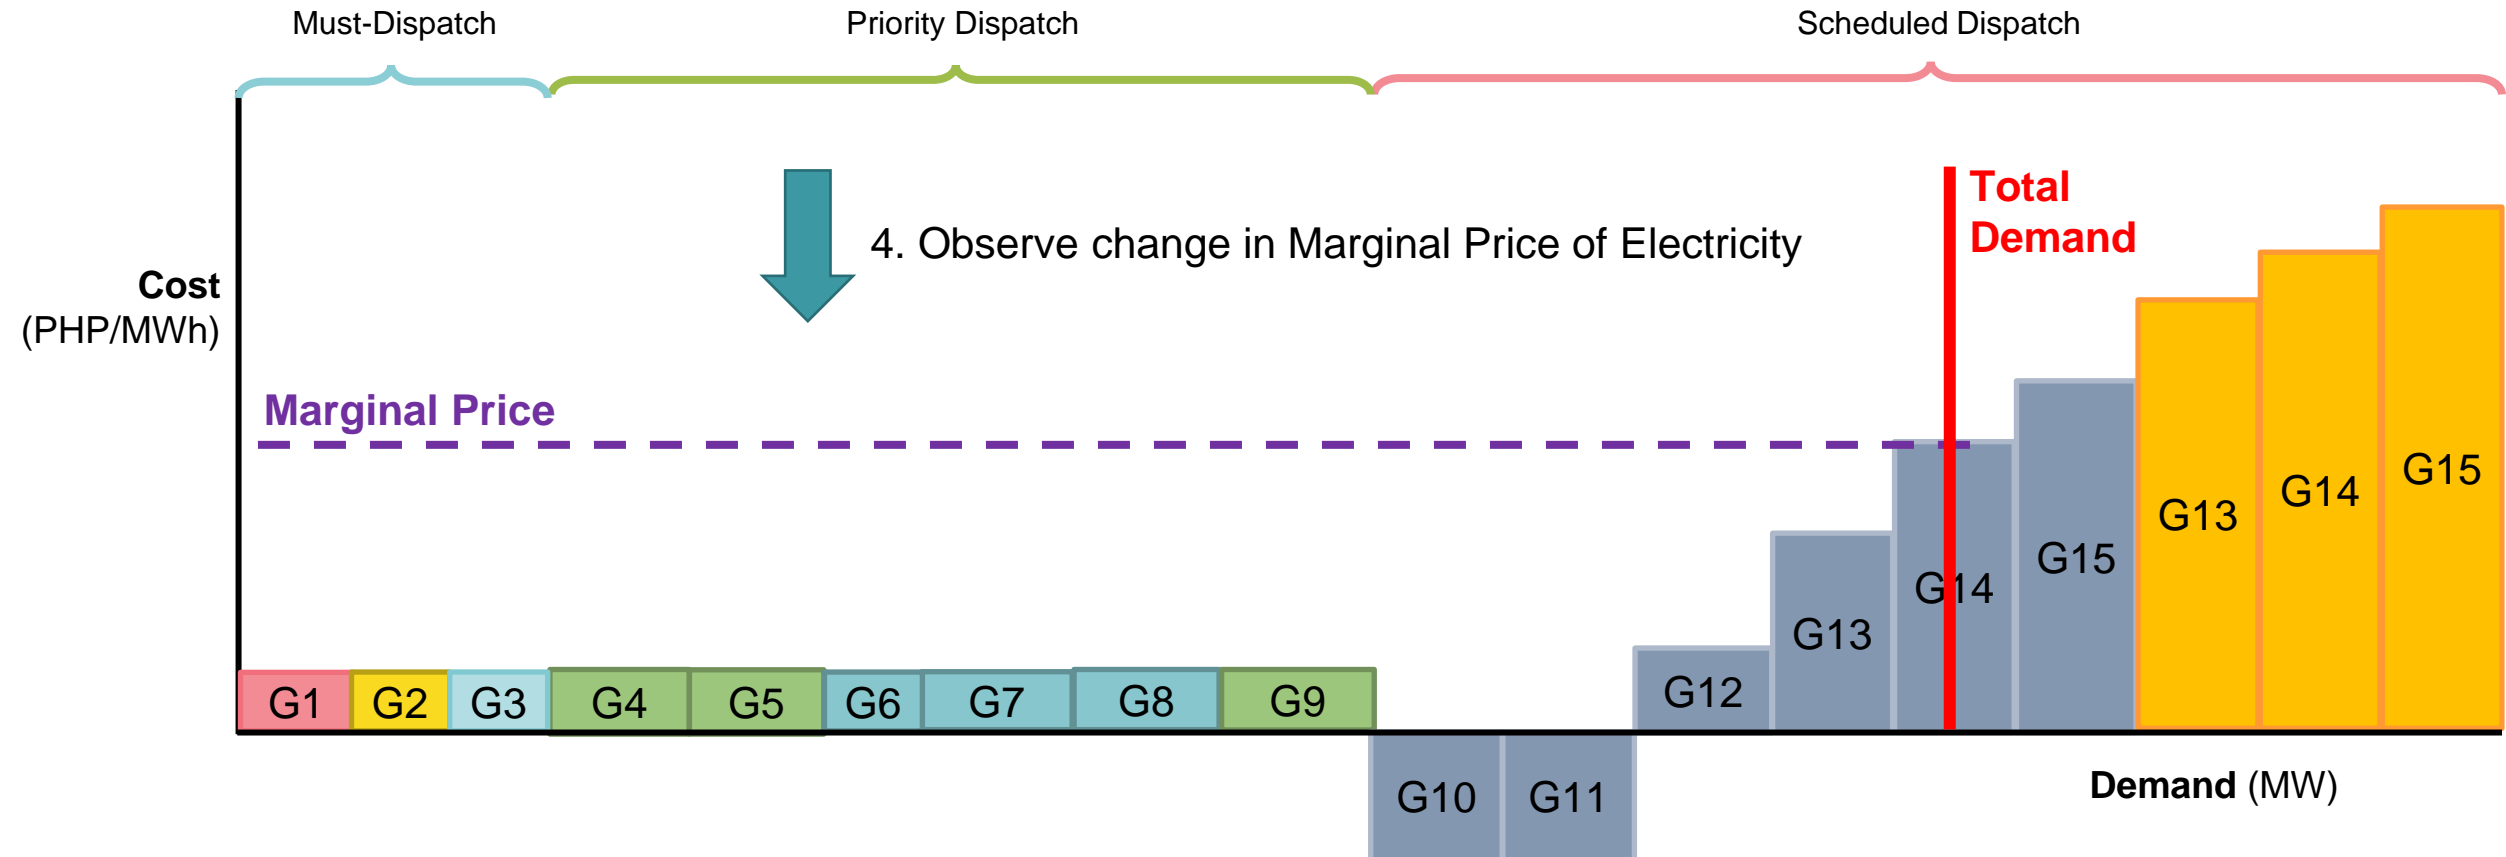 Must-Dispatch
Priority Dispatch
Scheduled Dispatch
Total
Demand
4. Observe change in Marginal Price of Electricity
Cost
(PHP/MWh)
Marginal Price
G1
G2
G3
G4
G5
G6
G7
G8
G9
G10
G11
G12
G13
G14
G15
G13
G14
G15
Demand (MW)